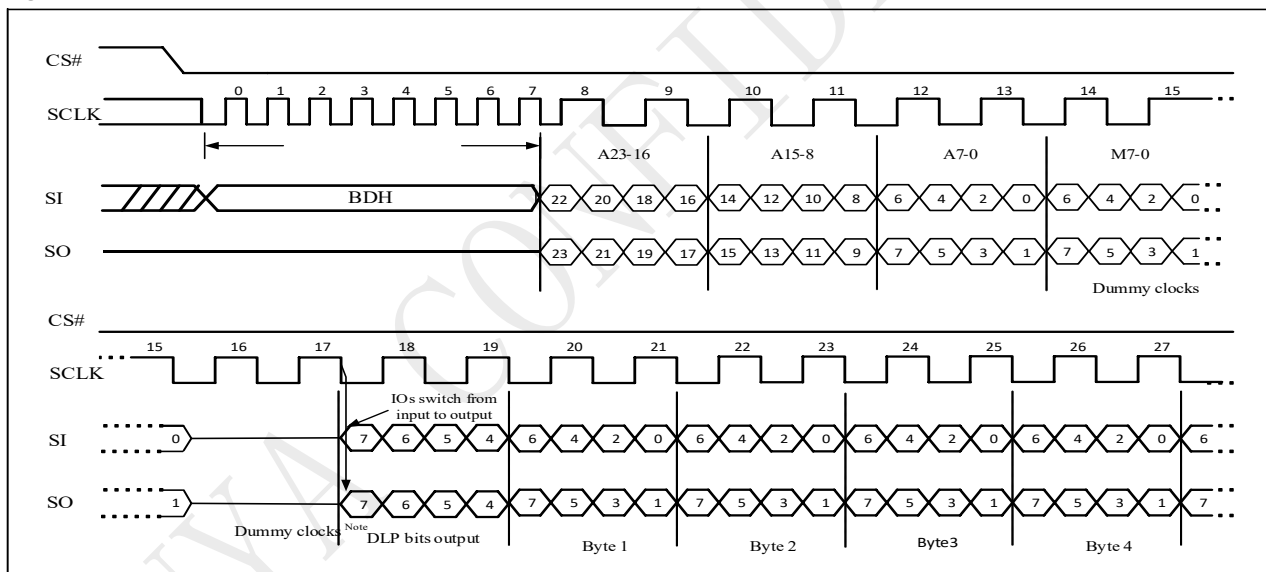 CS#
0 1 2 3 4 5 6 7 8 9 10 11 12 13 14 15
SCLK
A23-16 A15-8 A7-0 M7-0
SI BDH 22 20 18 16 14 12 10 8 6 4 2 0 6 4 2 0
SO 23 21 19 17 15 13 11 9 7 5 3 1 7 5 3 1
Dummy clocks
CS#
15 16 17 18 19 20 21 22 23 24 25 26 27
SCLK
IOs switch from
input to output
SI 0 7 6 5 4 6 4 2 0 6 4 2 0 6 4 2 0 6 4 2 0 6
SO 1 7 6 5 4 7 5 3 1 7 5 3 1 7 5 3 1 7 5 3 1 7
Dummy clocks Note DLP bits output Byte 1 Byte 2 Byte3 Byte 4